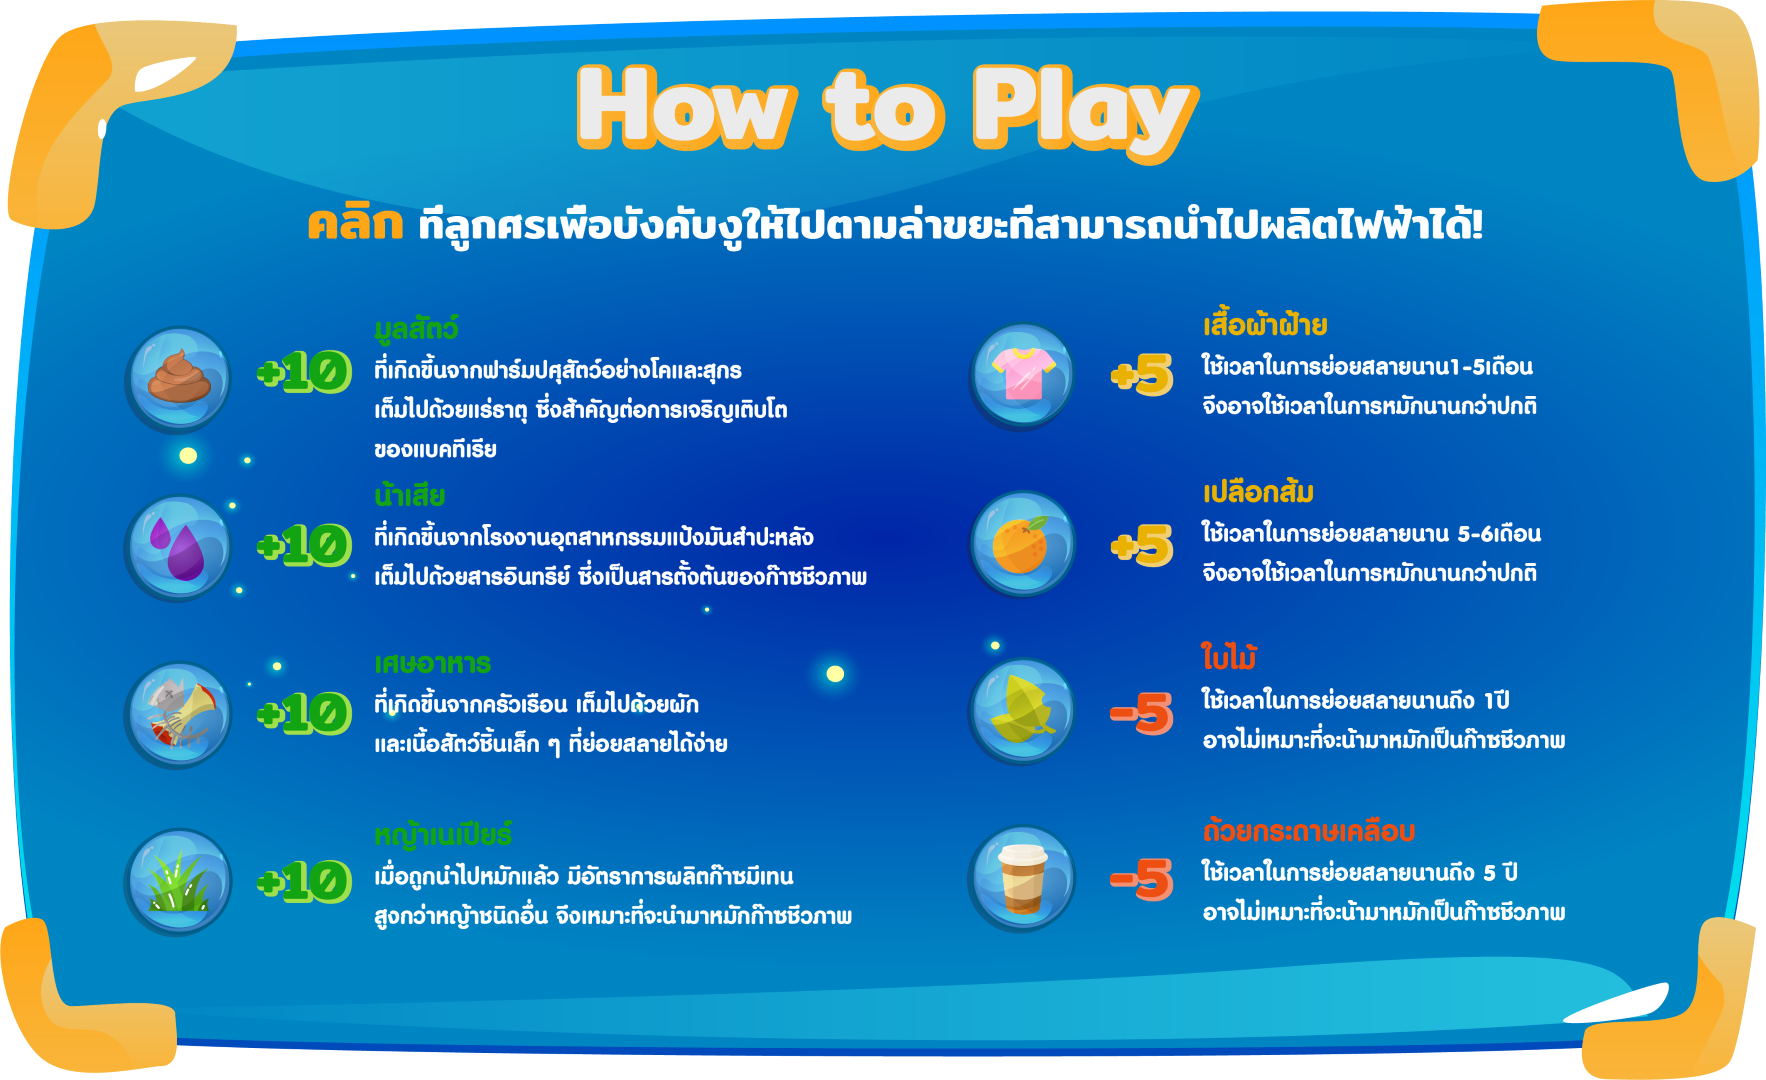 How to Play
คลิก ที่ลูกศรเพื่อบังคับงูให้ไปตามล่าขยะที่สามารถนำไปผลิตไฟฟ้าได้!
+10
มูลสัตว์
ที่เกิดขึ้นจากฟาร์มปศุสัตว์อย่างโคและสุกร
เต็มไปด้วยแร่ธาตุ ซึ่งสำคัญต่อการเจริญเติบโต
ของแบคทีเรีย
+10
น้ำเสีย
ที่เกิดขึ้นจากโรงงานอุตสาหกรรมแป้งมันสำปะหลัง
เต็มไปด้วยสารอินทรีย์ ซึ่งเป็นสารตั้งต้นของก๊าซชีวภาพ
+10
เศษอาหาร
ที่เกิดขึ้นจากครัวเรือน เต็มไปด้วยผัก
และเนื้อสัตว์ชิ้นเล็ก ๆ ที่ย่อยสลายได้ง่าย
+10
หญ้าเนเปียร์
เมื่อถูกนำไปหมักแล้ว มีอัตราการผลิตก๊าซมีเทน
สูงกว่าหญ้าชนิดอื่น จึงเหมาะที่จะนำมาหมักก๊าซชีวภาพ
+5
เสื้อผ้าฝ้าย
ใช้เวลาในการย่อยสลายนาน1-5เดือน
จึงอาจใช้เวลาในการหมักนานกว่าปกติ
+5
เปลือกส้ม
ใช้เวลาในการย่อยสลายนาน 5-6เดือน
จึงอาจใช้เวลาในการหมักนานกว่าปกติ
-5
ใบไม้
ใช้เวลาในการย่อยสลายนานถึง 1ปี
อาจไม่เหมาะที่จะนำมาหมักเป็นก๊าซชีวภาพ
-5
ถ้วยกระดาษเคลือบ
ใช้เวลาในการย่อยสลายนานถึง 5 ปี
อาจไม่เหมาะที่จะนำมาหมักเป็นก๊าซชีวภาพ